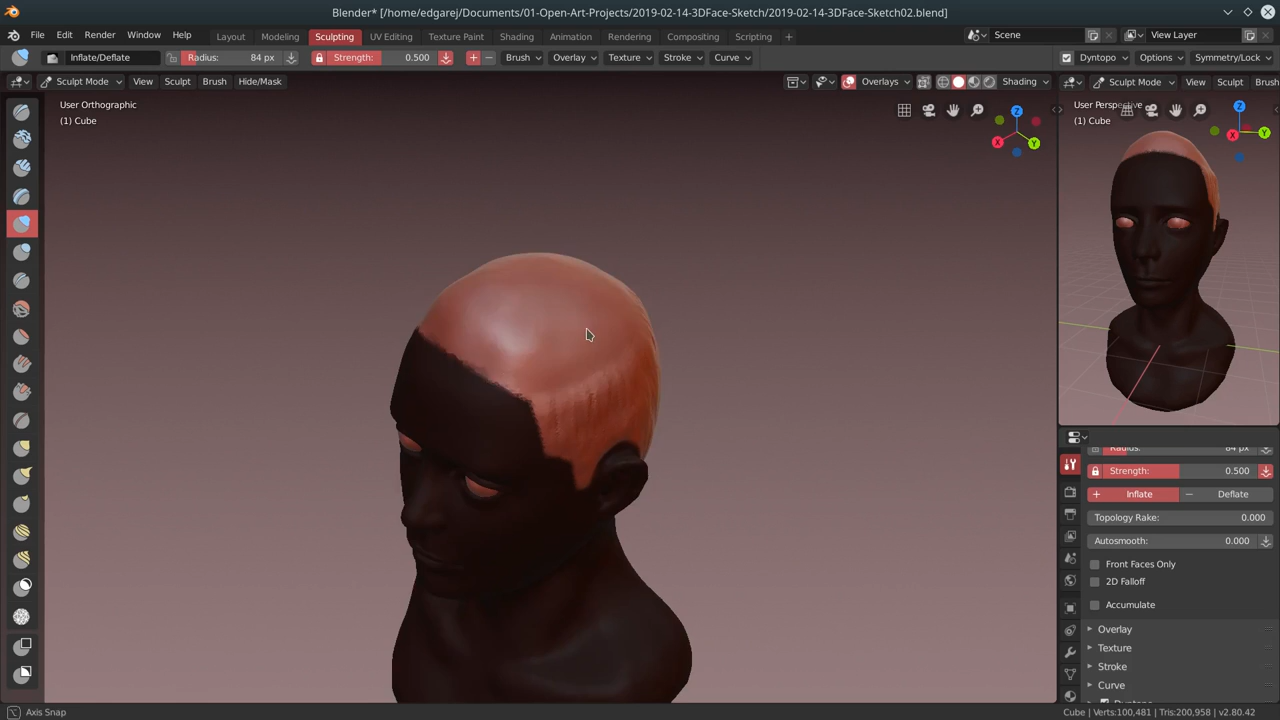 Blender* [/home/edgarej/Documents/01-Open-Art-Projects/2019-02-14-3DFace-Sketch/2019-02-14-3DFace-Sketch02.blend]
File Edit Render Window Help Layout Modeling Sculpting UV Editing Texture Paint Shading Animation Rendering Compositing Scripting + Scene View Layer
Inflate/Deflate Radius: 84 px Strength: 0.500 + − Brush Overlay Texture Stroke Curve Dyntopo Options Symmetry/Lock
Sculpt Mode View Sculpt Brush Hide/Mask Overlays Shading Sculpt Mode View Sculpt Brush
User Orthographic
(1) Cube
Z
X
Y
User Perspective
(1) Cube
Z
X
Y
Radius: 84 px
Strength: 0.500
+ Inflate − Deflate
Topology Rake: 0.000
Autosmooth: 0.000
Front Faces Only
2D Falloff
Accumulate
Overlay
Texture
Stroke
Curve
Axis Snap
Cube | Verts:100,481 | Tris:200,958 | v2.80.42